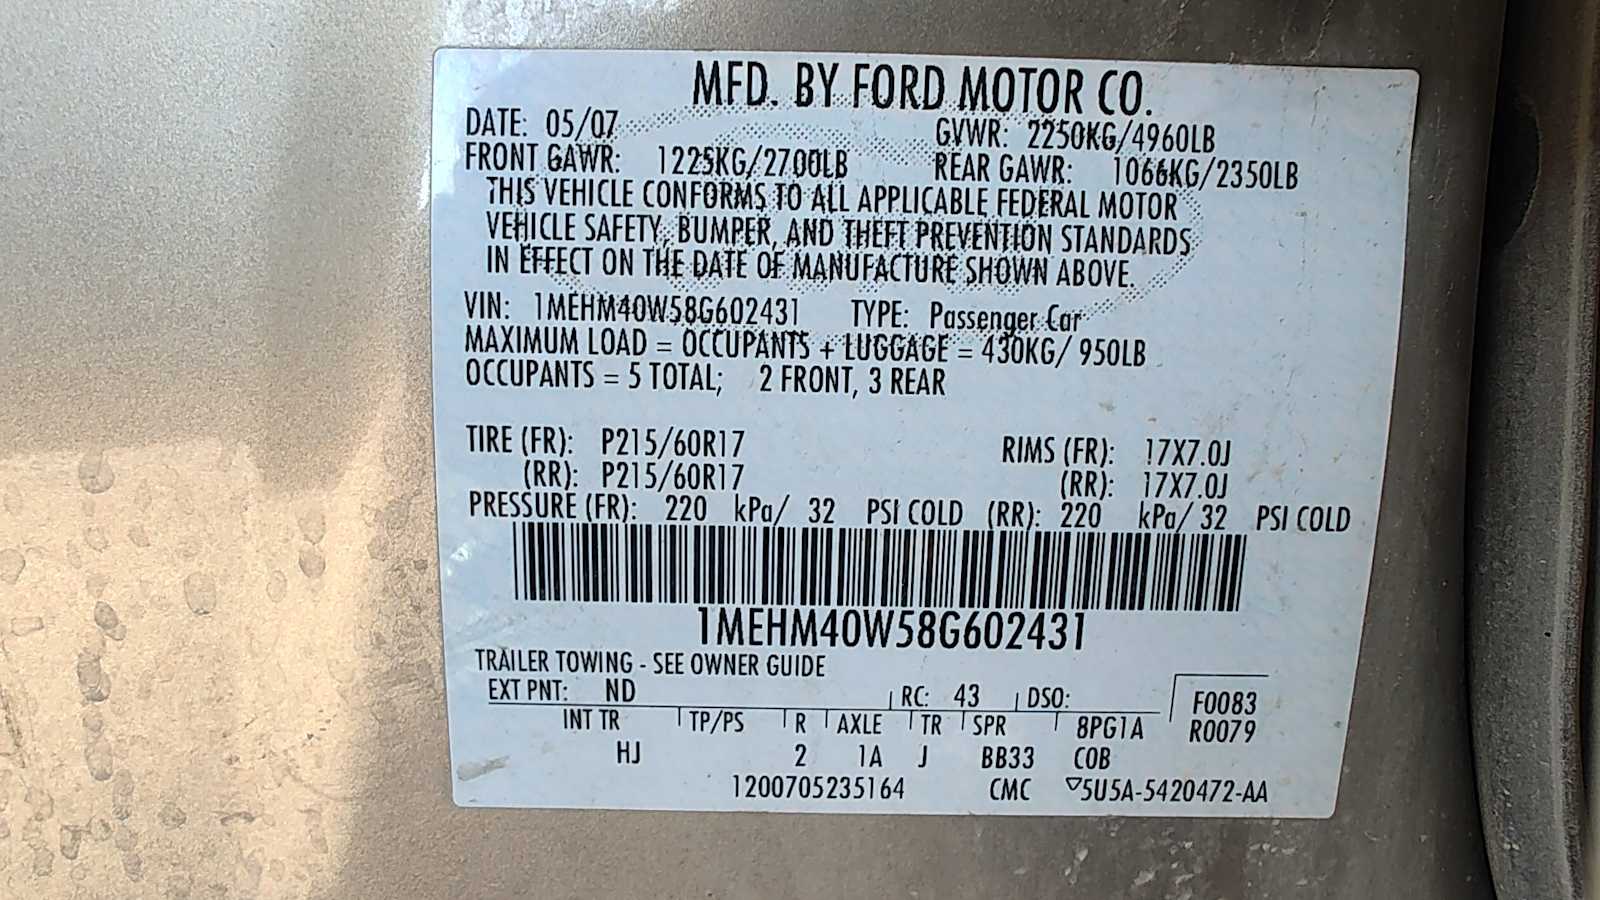 MFD. BY FORD MOTOR CO.
DATE: 05/07 GVWR: 2250KG/4960LB
FRONT GAWR: 1225KG/2700LB REAR GAWR: 1066KG/2350LB
THIS VEHICLE CONFORMS TO ALL APPLICABLE FEDERAL MOTOR
VEHICLE SAFETY, BUMPER, AND THEFT PREVENTION STANDARDS
IN EFFECT ON THE DATE OF MANUFACTURE SHOWN ABOVE.
VIN: 1MEHM40W58G602431 TYPE: Passenger Car
MAXIMUM LOAD = OCCUPANTS + LUGGAGE = 430KG/ 950LB
OCCUPANTS = 5 TOTAL; 2 FRONT, 3 REAR
TIRE (FR): P215/60R17 RIMS (FR): 17X7.0J
(RR): P215/60R17 (RR): 17X7.0J
PRESSURE (FR): 220 kPa/ 32 PSI COLD (RR): 220 kPa/ 32 PSI COLD
1MEHM40W58G602431
TRAILER TOWING - SEE OWNER GUIDE
EXT PNT: ND RC: 43 DSO: F0083
INT TR TP/PS R AXLE TR SPR 8PG1A R0079
HJ 2 1A J BB33 COB
1200705235164 CMC ▽5U5A-5420472-AA